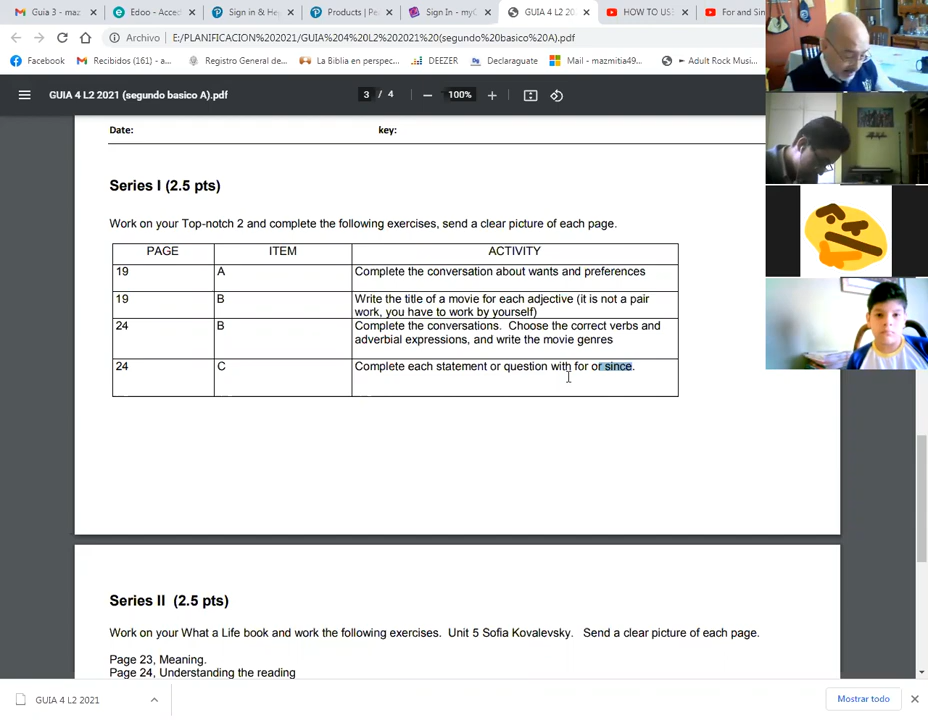 Guia 3 - maz
Edoo - Acce
Sign in & He
Products | Pe
Sign In - my
GUIA 4 L2 20
HOW TO USE
For and Sin
Archivo
E:/PLANIFICACION%202021/GUIA%204%20L2%202021%20(segundo%20basico%20A).pdf
Facebook
Recibidos (161) - a...
Registro General de...
La Biblia en perspec...
DEEZER
Declaraguate
Mail - mazmitia49...
► Adult Rock Musi...
GUIA 4 L2 2021 (segundo basico A).pdf
3 / 4
100%
Date:
key:
Series I (2.5 pts)
Work on your Top-notch 2 and complete the following exercises, send a clear picture of each page.
PAGE
ITEM
ACTIVITY
19
A
Complete the conversation about wants and preferences
19
B
Write the title of a movie for each adjective (it is not a pair
work, you have to work by yourself)
24
B
Complete the conversations. Choose the correct verbs and
adverbial expressions, and write the movie genres
24
C
Complete each statement or question with for or since.
Series II (2.5 pts)
Work on your What a Life book and work the following exercises. Unit 5 Sofia Kovalevsky. Send a clear picture of each page.
Page 23, Meaning.
Page 24, Understanding the reading
GUIA 4 L2 2021
Mostrar todo